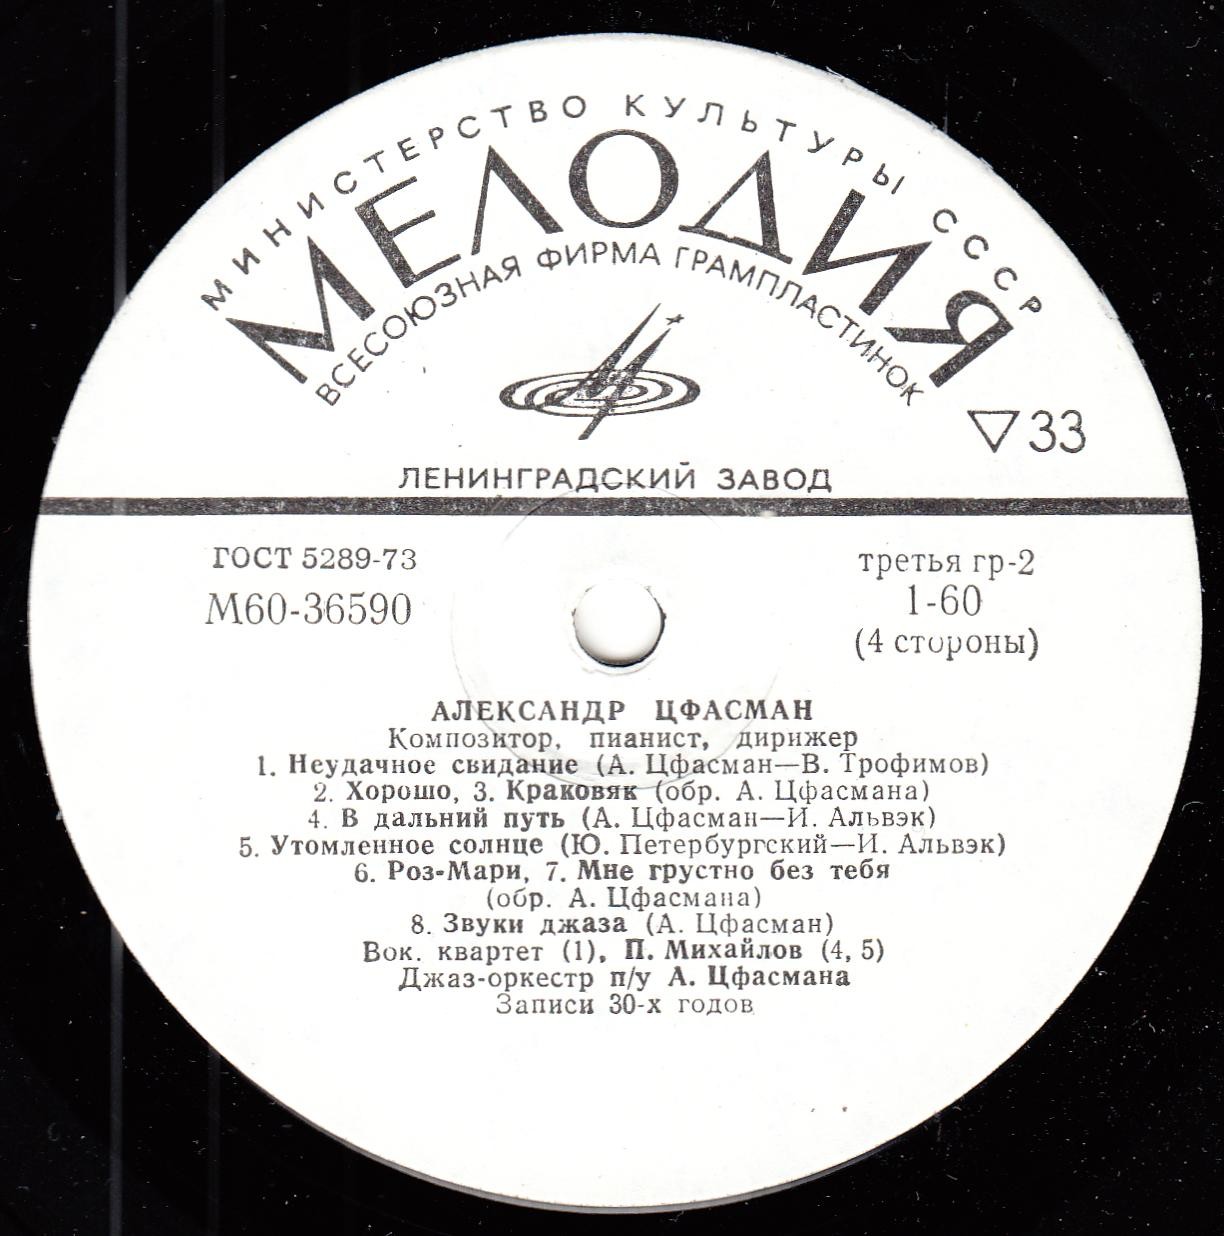 МИНИСТЕРСТВО КУЛЬТУРЫ СССР
МЕЛОДИЯ
ВСЕСОЮЗНАЯ ФИРМА ГРАМПЛАСТИНОК
▽33
ЛЕНИНГРАДСКИЙ ЗАВОД
ГОСТ 5289-73
М60-36590
третья гр-2
1-60
(4 стороны)
АЛЕКСАНДР ЦФАСМАН
Композитор, пианист, дирижер
1. Неудачное свидание (А. Цфасман—В. Трофимов)
2. Хорошо, 3. Краковяк (обр. А. Цфасмана)
4. В дальний путь (А. Цфасман—И. Альвэк)
5. Утомленное солнце (Ю. Петербургский—И. Альвэк)
6. Роз-Мари, 7. Мне грустно без тебя
(обр. А. Цфасмана)
8. Звуки джаза (А. Цфасман)
Вок. квартет (1), П. Михайлов (4, 5)
Джаз-оркестр п/у А. Цфасмана
Записи 30-х годов